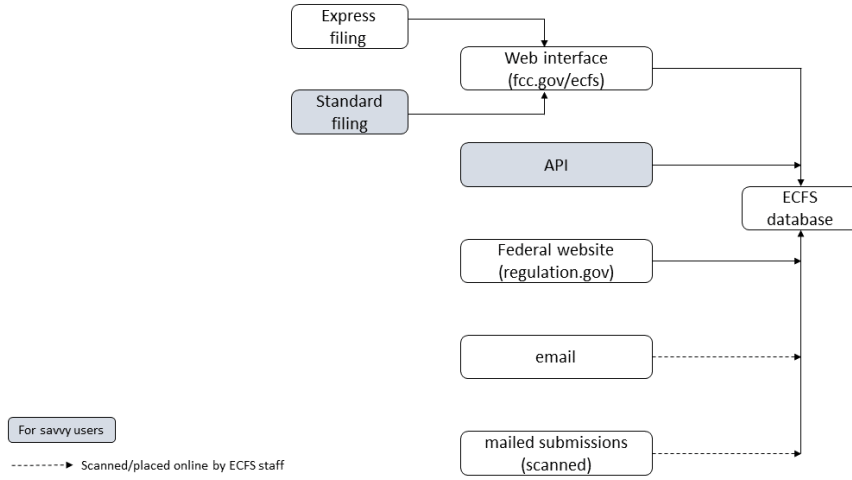 Express
filing
Web interface
(fcc.gov/ecfs)
Standard
filing
API
ECFS
database
Federal website
(regulation.gov)
email
For savvy users
mailed submissions
(scanned)
Scanned/placed online by ECFS staff